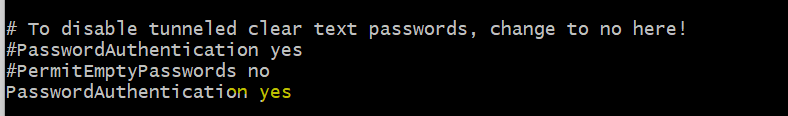 # To disable tunneled clear text passwords, change to no here!
#PasswordAuthentication yes
#PermitEmptyPasswords no
PasswordAuthentication yes